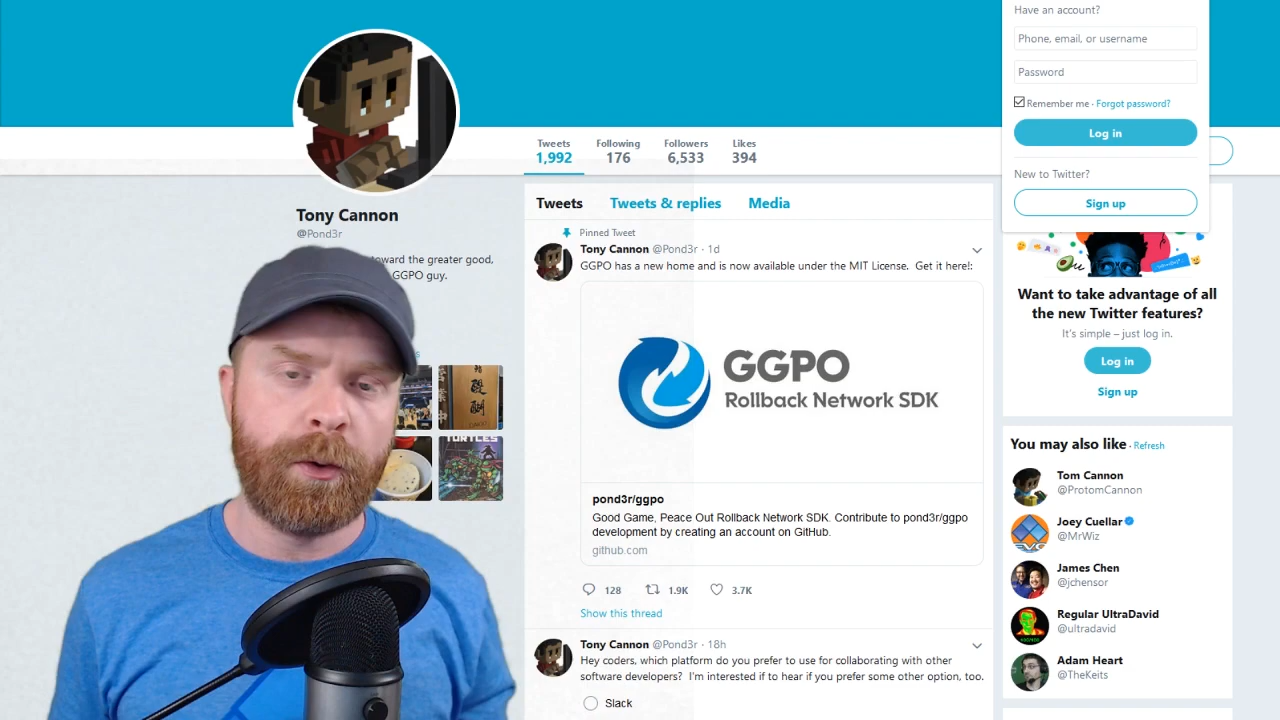 Have an account?
Phone, email, or username
Password
Remember me · Forgot password?
Log in
New to Twitter?
Sign up
Tweets
1,992
Following
176
Followers
6,533
Likes
394
Tony Cannon
@Pond3r
toward the greater good,
GGPO guy.
Tweets Tweets & replies Media
Pinned Tweet
Tony Cannon @Pond3r · 1d
GGPO has a new home and is now available under the MIT License. Get it here!:
GGPO
Rollback Network SDK
pond3r/ggpo
Good Game, Peace Out Rollback Network SDK. Contribute to pond3r/ggpo
development by creating an account on GitHub.
github.com
128 1.9K 3.7K
Show this thread
Tony Cannon @Pond3r · 18h
Hey coders, which platform do you prefer to use for collaborating with other
software developers? I'm interested if to hear if you prefer some other option, too.
Slack
TURTLES
Want to take advantage of all
the new Twitter features?
It's simple – just log in.
Log in
Sign up
You may also like · Refresh
Tom Cannon
@ProtomCannon
Joey Cuellar
@MrWiz
James Chen
@jchensor
Regular UltraDavid
@ultradavid
Adam Heart
@TheKeits